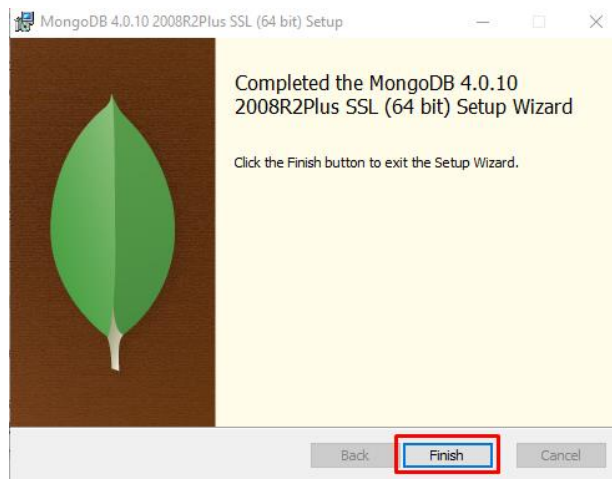 MongoDB 4.0.10 2008R2Plus SSL (64 bit) Setup
Completed the MongoDB 4.0.10
2008R2Plus SSL (64 bit) Setup Wizard
Click the Finish button to exit the Setup Wizard.
Back
Finish
Cancel